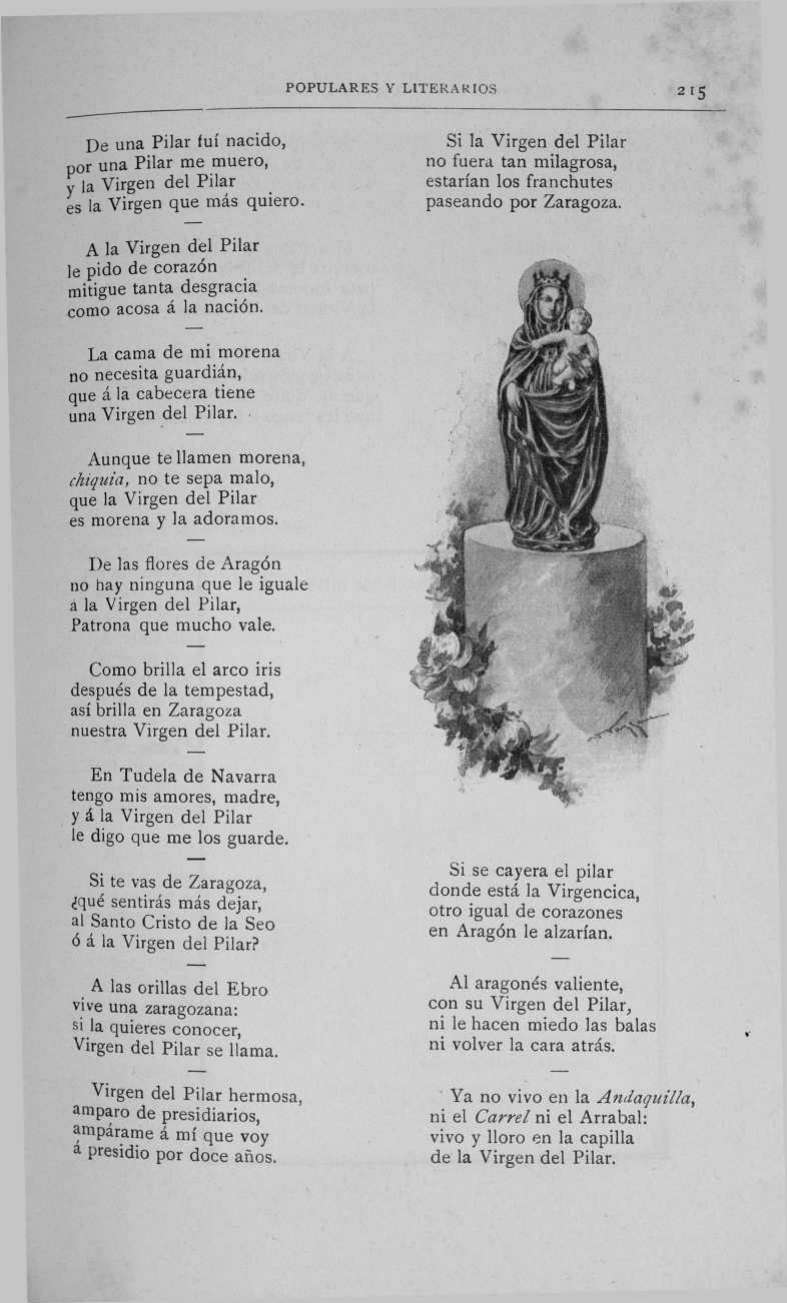 POPULARES Y LITERARIOS 215
De una Pilar fuí nacido,
por una Pilar me muero,
y la Virgen del Pilar
es la Virgen que más quiero.
—
A la Virgen del Pilar
le pido de corazón
mitigue tanta desgracia
como acosa á la nación.
—
La cama de mi morena
no necesita guardián,
que á la cabecera tiene
una Virgen del Pilar.
—
Aunque te llamen morena,
chiquia, no te sepa malo,
que la Virgen del Pilar
es morena y la adoramos.
—
De las flores de Aragón
no hay ninguna que le iguale
á la Virgen del Pilar,
Patrona que mucho vale.
—
Como brilla el arco iris
después de la tempestad,
así brilla en Zaragoza
nuestra Virgen del Pilar.
—
En Tudela de Navarra
tengo mis amores, madre,
y á la Virgen del Pilar
le digo que me los guarde.
—
Si te vas de Zaragoza,
¿qué sentirás más dejar,
al Santo Cristo de la Seo
ó á la Virgen del Pilar?
—
A las orillas del Ebro
vive una zaragozana:
si la quieres conocer,
Virgen del Pilar se llama.
—
Virgen del Pilar hermosa,
amparo de presidiarios,
ampárame á mí que voy
á presidio por doce años.
Si la Virgen del Pilar
no fuera tan milagrosa,
estarían los franchutes
paseando por Zaragoza.
Si se cayera el pilar
donde está la Virgencica,
otro igual de corazones
en Aragón le alzarían.
—
Al aragonés valiente,
con su Virgen del Pilar,
ni le hacen miedo las balas
ni volver la cara atrás.
—
Ya no vivo en la Andaquilla,
ni el Carrel ni el Arrabal:
vivo y lloro en la capilla
de la Virgen del Pilar.